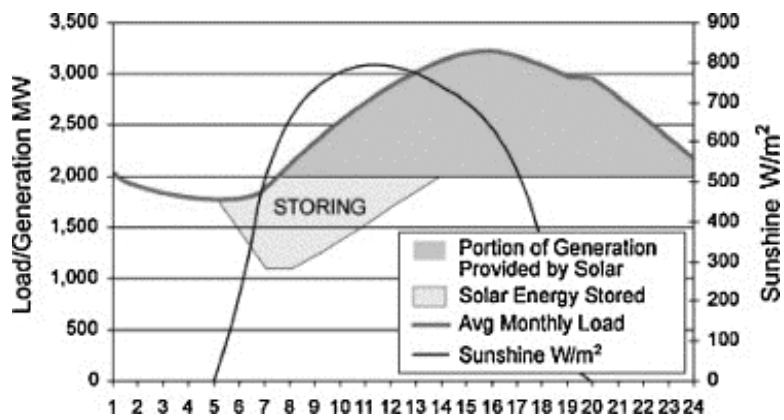 3,500
3,000
2,500
2,000
1,500
1,000
500
0
Load/Generation MW
900
800
700
600
500
400
300
200
100
0
Sunshine W/m²
STORING
Portion of Generation
Provided by Solar
Solar Energy Stored
Avg Monthly Load
Sunshine W/m²
1 2 3 4 5 6 7 8 9 10 11 12 13 14 15 16 17 18 19 20 21 22 23 24